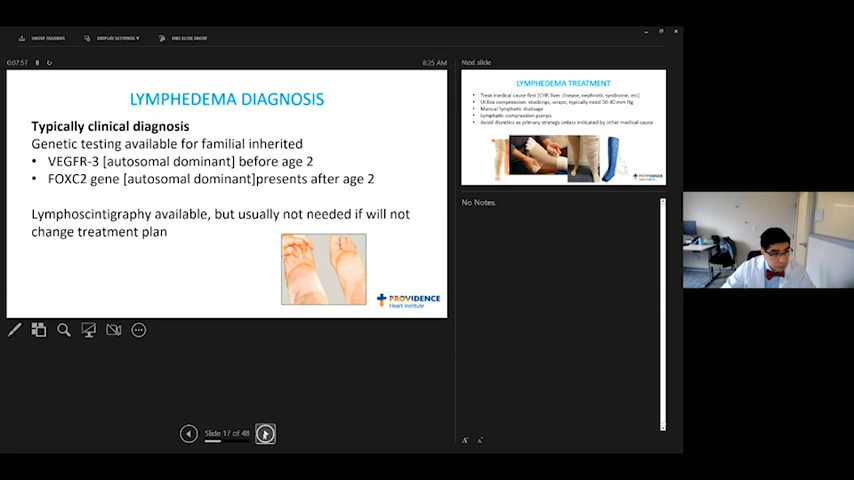 SHOW TASKBAR
DISPLAY SETTINGS ▾
END SLIDE SHOW
0:07:57
8:25 AM
LYMPHEDEMA DIAGNOSIS
Typically clinical diagnosis
Genetic testing available for familial inherited
• VEGFR-3 [autosomal dominant] before age 2
• FOXC2 gene [autosomal dominant]presents after age 2
Lymphoscintigraphy available, but usually not needed if will not
change treatment plan
PROVIDENCE
Heart Institute
Slide 17 of 48
Next slide
LYMPHEDEMA TREATMENT
• Treat medical cause first (CHF, liver disease, nephrotic syndrome, etc)
• Utilize compression: stockings, wraps, typically need 30-40 mm Hg
• Manual lymphatic drainage
• Lymphatic compression pumps
• Avoid diuretics as primary strategy unless indicated by other medical cause
PROVIDENCE
Heart Institute
No Notes.
A A